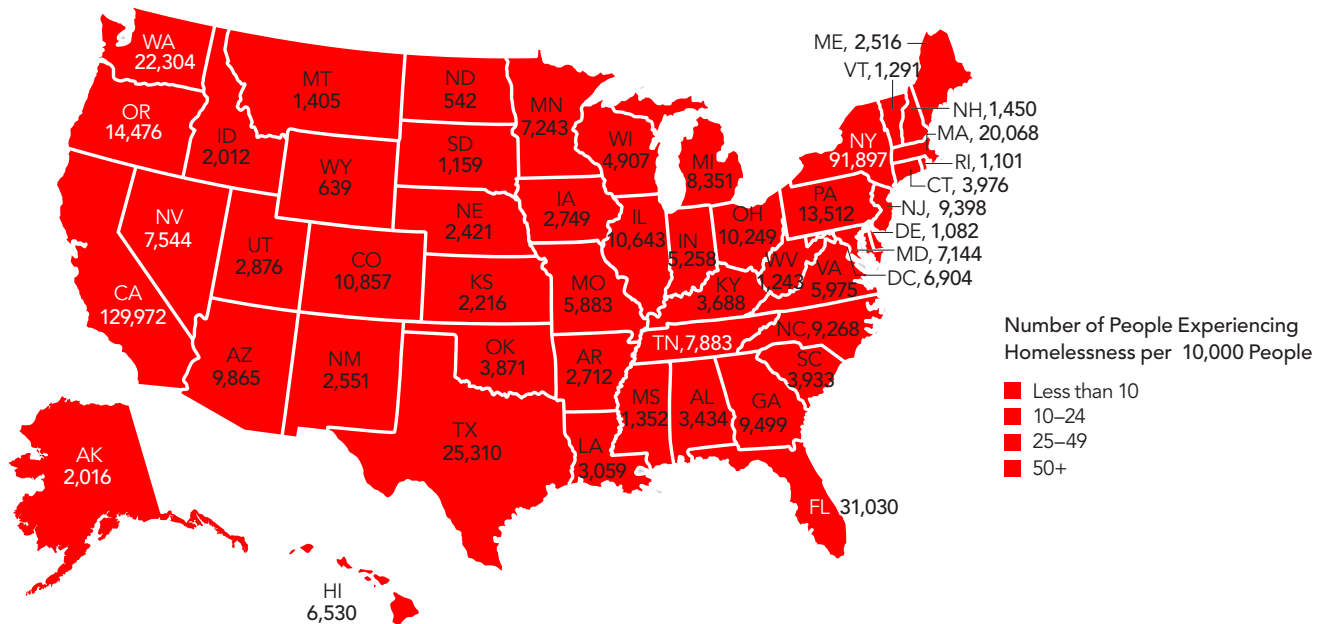 WA
22,304
MT
1,405
ND
542
MN
7,243
ME, 2,516
VT, 1,291
NH, 1,450
MA, 20,068
OR
14,476
ID
2,012
SD
1,159
WI
4,907
MI
8,351
NY
91,897
RI, 1,101
CT, 3,976
WY
639
IA
2,749
PA
13,512
NJ, 9,398
DE, 1,082
MD, 7,144
DC, 6,904
NV
7,544
UT
2,876
NE
2,421
IL
10,643
IN
5,258
OH
10,249
WV
1,243
VA
5,975
CA
129,972
CO
10,857
KS
2,216
MO
5,883
KY
3,688
NC, 9,268
TN, 7,883
AZ
9,865
NM
2,551
OK
3,871
AR
2,712
SC
3,933
MS
1,352
AL
3,434
GA
9,499
TX
25,310
LA
3,059
FL 31,030
AK
2,016
HI
6,530
Number of People Experiencing
Homelessness per 10,000 People
Less than 10
10–24
25–49
50+